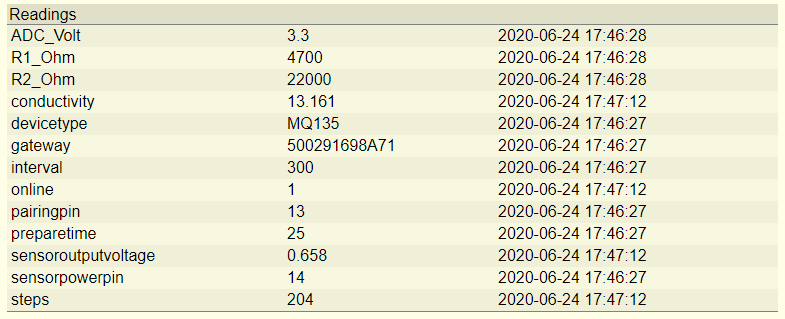 Readings
ADC_Volt 3.3 2020-06-24 17:46:28
R1_Ohm 4700 2020-06-24 17:46:28
R2_Ohm 22000 2020-06-24 17:46:28
conductivity 13.161 2020-06-24 17:47:12
devicetype MQ135 2020-06-24 17:46:27
gateway 500291698A71 2020-06-24 17:46:27
interval 300 2020-06-24 17:46:27
online 1 2020-06-24 17:47:12
pairingpin 13 2020-06-24 17:46:27
preparetime 25 2020-06-24 17:46:27
sensoroutputvoltage 0.658 2020-06-24 17:47:12
sensorpowerpin 14 2020-06-24 17:46:27
steps 204 2020-06-24 17:47:12